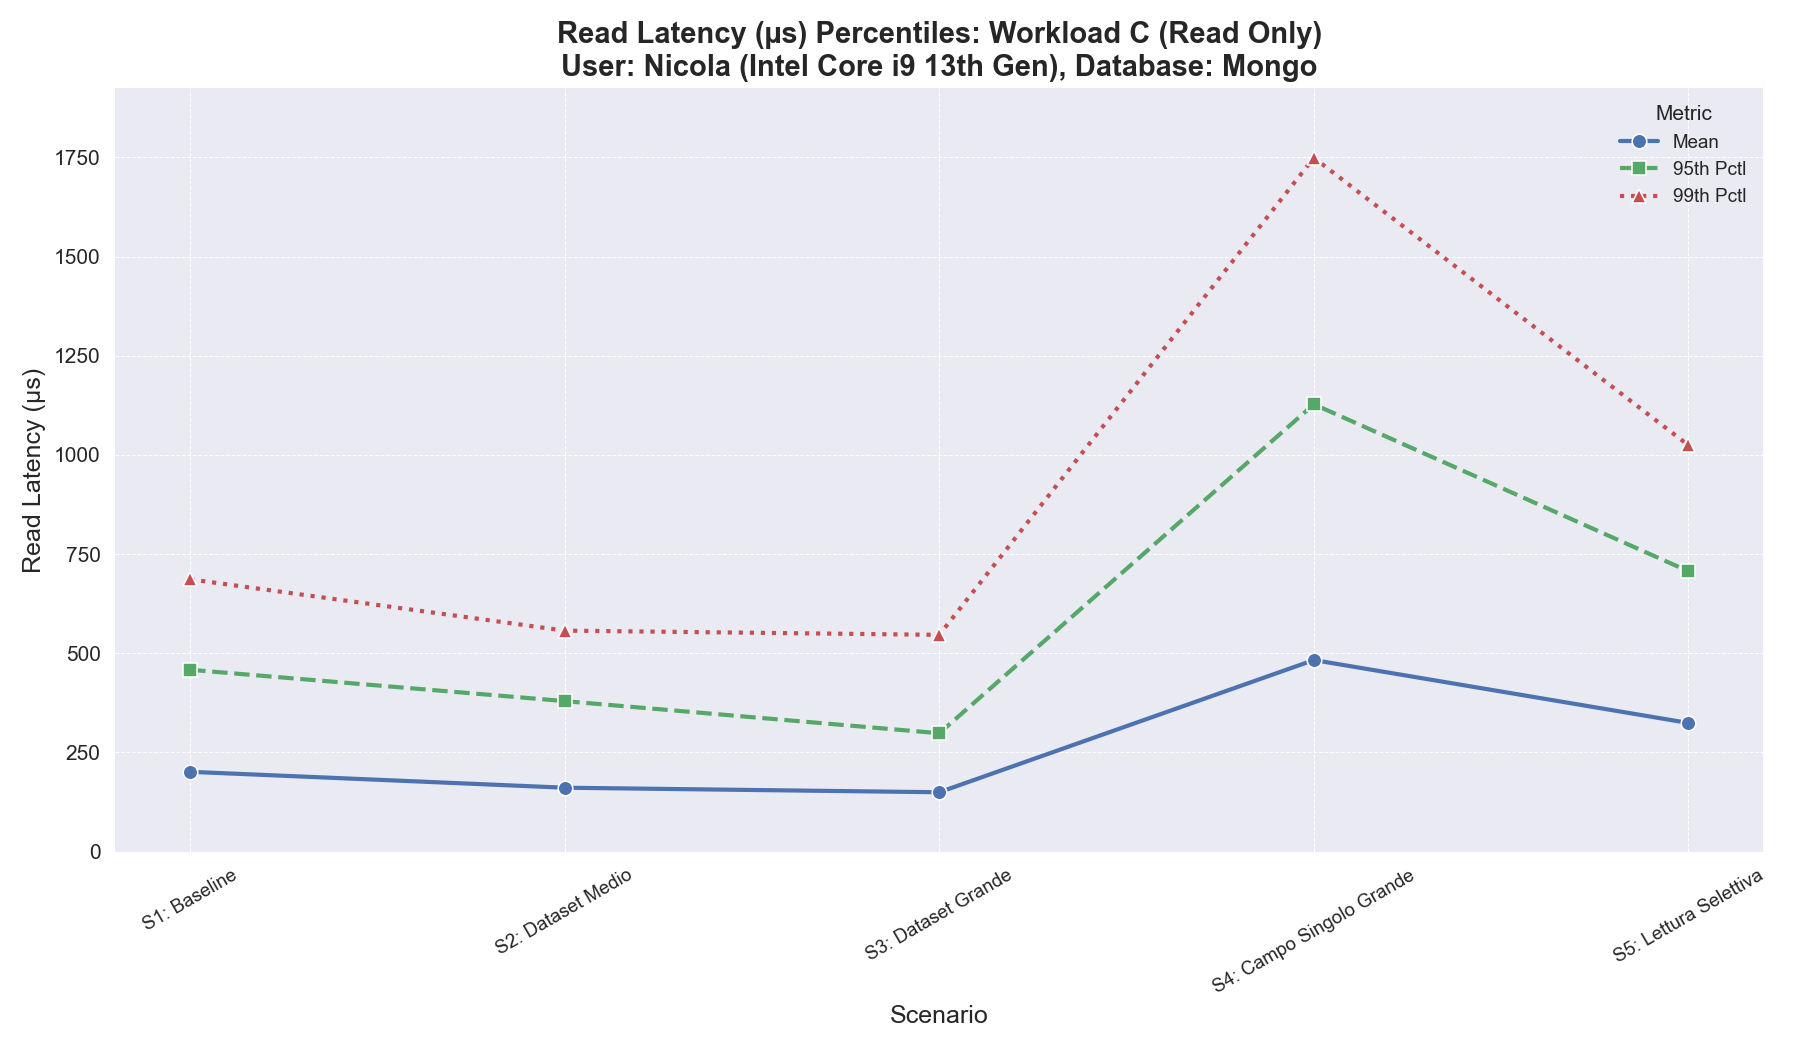 Read Latency (µs) Percentiles: Workload C (Read Only)
User: Nicola (Intel Core i9 13th Gen), Database: Mongo
Metric
Mean
95th Pctl
99th Pctl
Read Latency (µs)
1750
1500
1250
1000
750
500
250
0
S1: Baseline
S2: Dataset Medio
S3: Dataset Grande
S4: Campo Singolo Grande
S5: Lettura Selettiva
Scenario